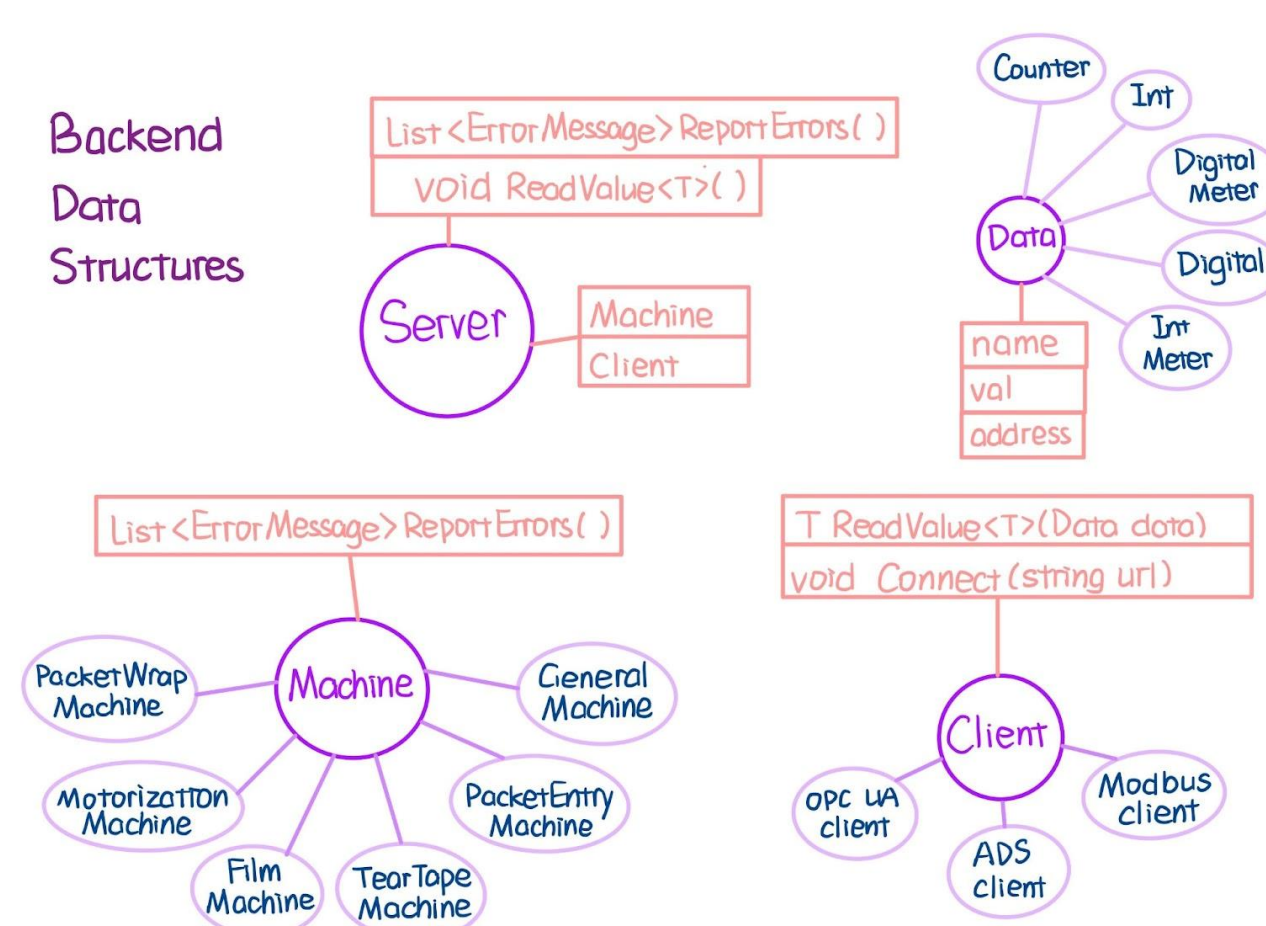 Backend
Data
Structures
List<ErrorMessage>ReportErrors( )
void ReadValue<T>( )
Server
Machine
Client
Counter
Int
Digital
Meter
Data
Digital
Int
Meter
name
val
address
List<ErrorMessage>ReportErrors( )
Machine
PacketWrap
Machine
General
Machine
Motorization
Machine
PacketEntry
Machine
Film
Machine
TearTape
Machine
T ReadValue<T>(Data data)
void Connect(string url)
Client
OPC UA
client
ADS
client
Modbus
client